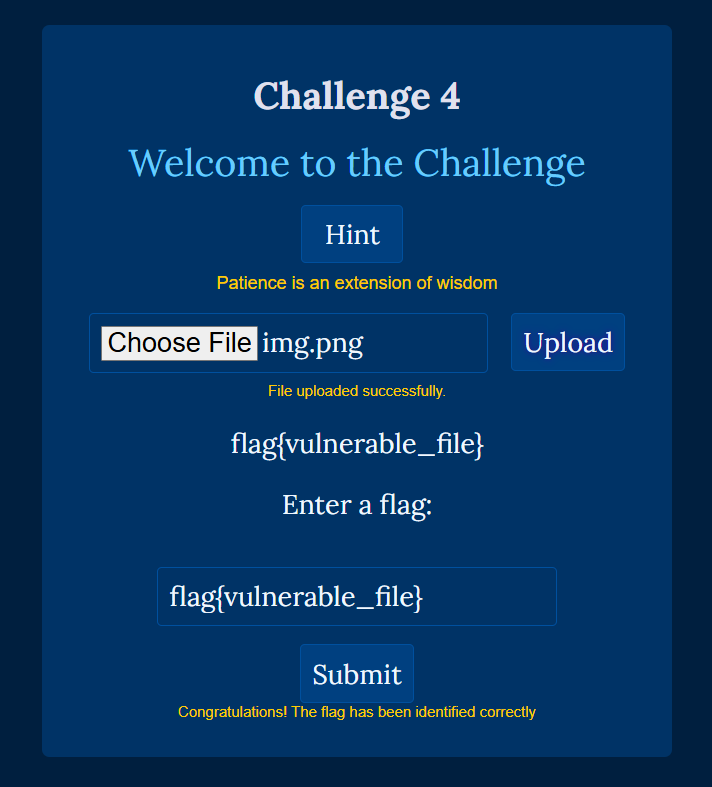 Challenge 4
Welcome to the Challenge
Hint
Patience is an extension of wisdom
Choose File img.png
Upload
File uploaded successfully.
flag{vulnerable_file}
Enter a flag:
flag{vulnerable_file}
Submit
Congratulations! The flag has been identified correctly